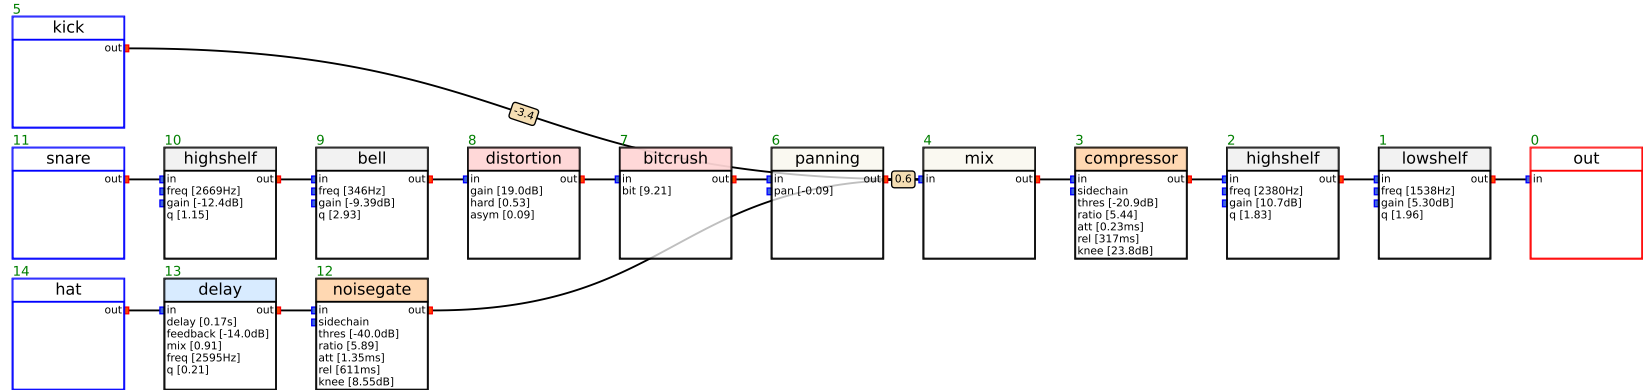 5
kick
out
-3.4
11
snare
out
10
highshelf
in out
freq [2669Hz]
gain [-12.4dB]
q [1.15]
9
bell
in out
freq [346Hz]
gain [-9.39dB]
q [2.93]
8
distortion
in out
gain [19.0dB]
hard [0.53]
asym [0.09]
7
bitcrush
in out
bit [9.21]
6
panning
in out
pan [-0.09]
0.6
4
mix
in out
3
compressor
in out
sidechain
thres [-20.9dB]
ratio [5.44]
att [0.23ms]
rel [317ms]
knee [23.8dB]
2
highshelf
in out
freq [2380Hz]
gain [10.7dB]
q [1.83]
1
lowshelf
in out
freq [1538Hz]
gain [5.30dB]
q [1.96]
0
out
in
14
hat
out
13
delay
in out
delay [0.17s]
feedback [-14.0dB]
mix [0.91]
freq [2595Hz]
q [0.21]
12
noisegate
in out
sidechain
thres [-40.0dB]
ratio [5.89]
att [1.35ms]
rel [611ms]
knee [8.55dB]